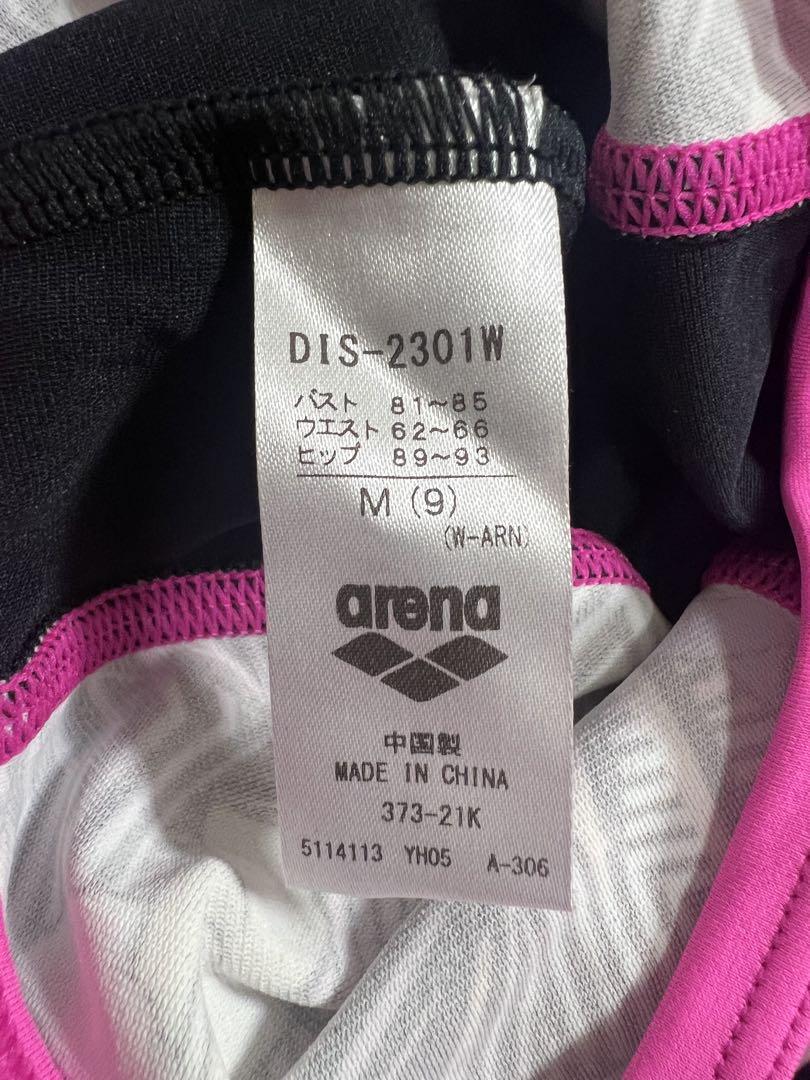 DIS-2301W
バスト 81～85
ウエスト 62～66
ヒップ 89～93
M (9)
(W-ARN)
arena
中国製
MADE IN CHINA
373-21K
5114113 YH05 A-306